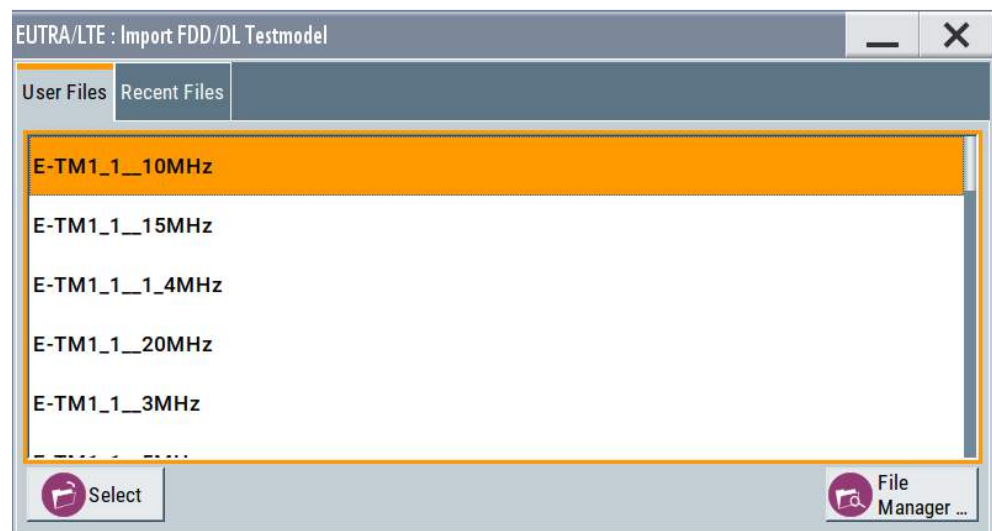 EUTRA/LTE : Import FDD/DL Testmodel
User Files
Recent Files
E-TM1_1__10MHz
E-TM1_1__15MHz
E-TM1_1__1_4MHz
E-TM1_1__20MHz
E-TM1_1__3MHz
Select
File
Manager ...